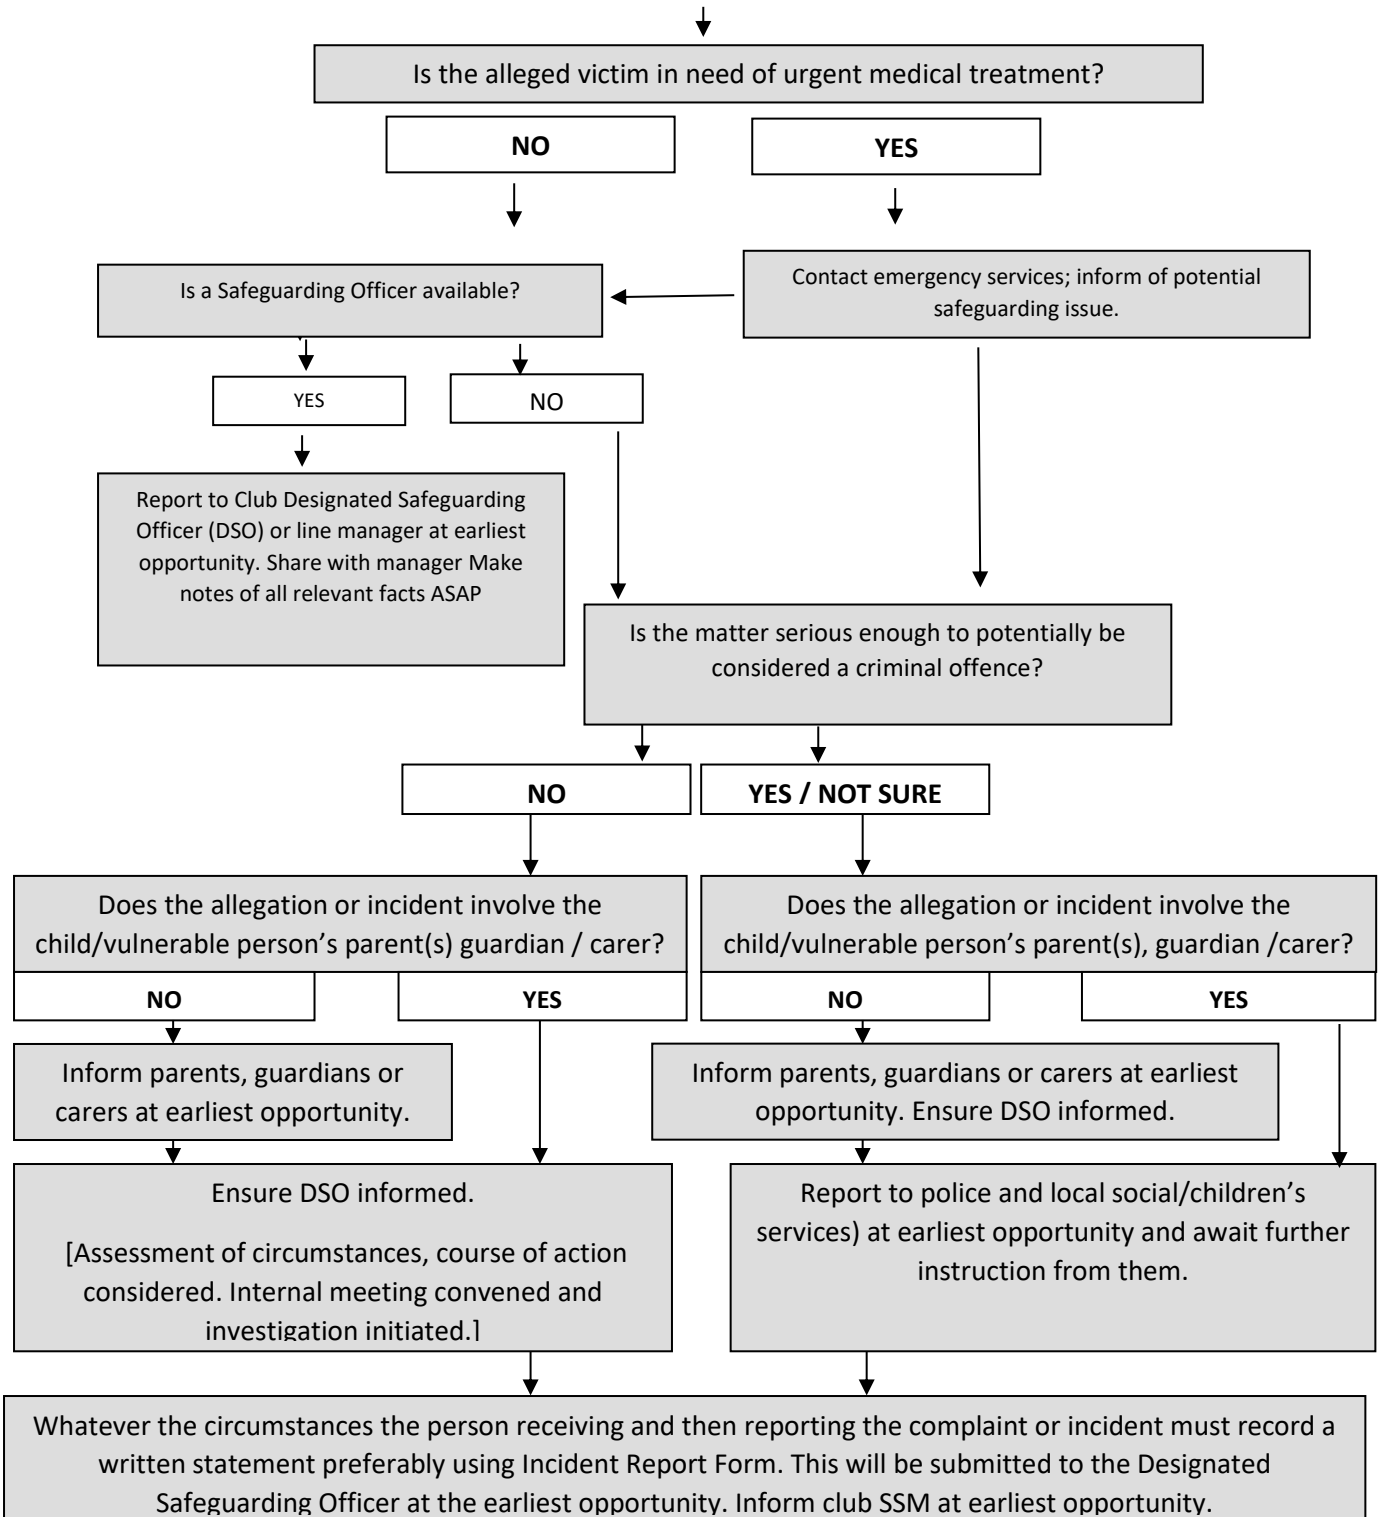 Is the alleged victim in need of urgent medical treatment?
NO
YES
Is a Safeguarding Officer available?
Contact emergency services; inform of potential
safeguarding issue.
YES
NO
Report to Club Designated Safeguarding
Officer (DSO) or line manager at earliest
opportunity. Share with manager Make
notes of all relevant facts ASAP
Is the matter serious enough to potentially be
considered a criminal offence?
NO
YES / NOT SURE
Does the allegation or incident involve the
child/vulnerable person’s parent(s) guardian / carer?
Does the allegation or incident involve the
child/vulnerable person’s parent(s), guardian /carer?
NO
YES
NO
YES
Inform parents, guardians or
carers at earliest opportunity.
Inform parents, guardians or carers at earliest
opportunity. Ensure DSO informed.
Ensure DSO informed.
[Assessment of circumstances, course of action
considered. Internal meeting convened and
investigation initiated.]
Report to police and local social/children’s
services) at earliest opportunity and await further
instruction from them.
Whatever the circumstances the person receiving and then reporting the complaint or incident must record a
written statement preferably using Incident Report Form. This will be submitted to the Designated
Safeguarding Officer at the earliest opportunity. Inform club SSM at earliest opportunity.